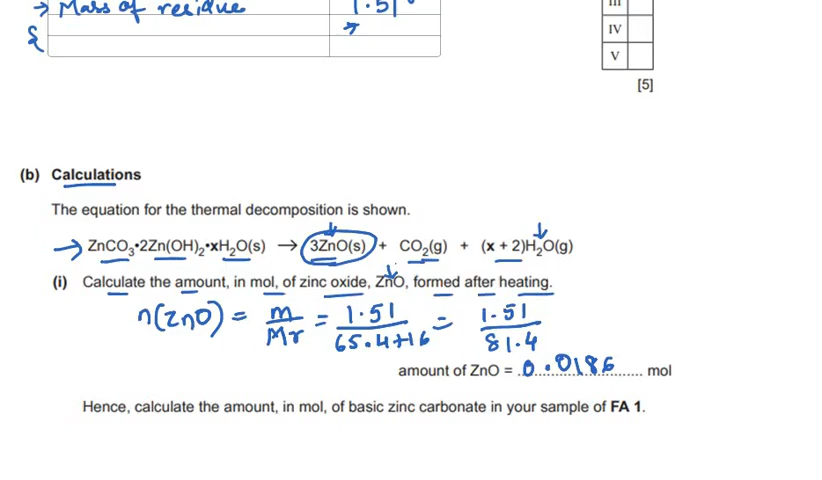 → Mass of residue 1.51
III
IV
V
[5]
(b) Calculations
The equation for the thermal decomposition is shown.
→ ZnCO₃•2Zn(OH)₂•xH₂O(s) → 3ZnO(s) + CO₂(g) + (x + 2)H₂O(g)
(i) Calculate the amount, in mol, of zinc oxide, ZnO, formed after heating.
n(ZnO) = m/Mr = 1.51/65.4+16 = 1.51/81.4
amount of ZnO = 0.0186 mol
Hence, calculate the amount, in mol, of basic zinc carbonate in your sample of FA 1.